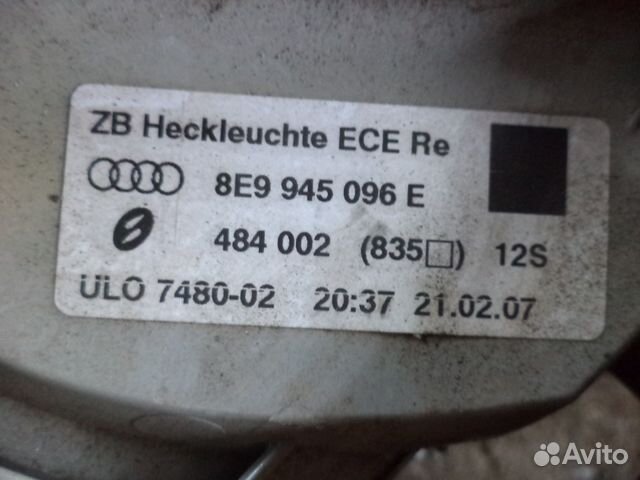 ZB Heckleuchte ECE Re
8E9 945 096 E
484 002 (835□) 12S
ULO 7480-02 20:37 21.02.07
Avito